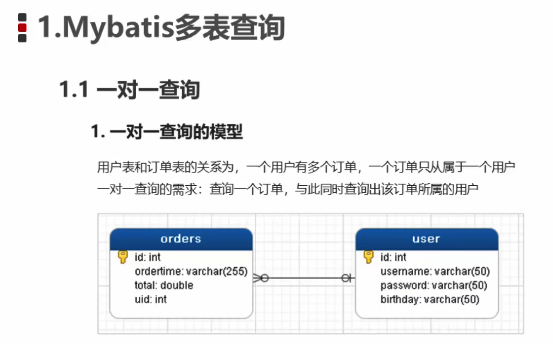 1.Mybatis多表查询
1.1 一对一查询
1. 一对一查询的模型
用户表和订单表的关系为，一个用户有多个订单，一个订单只从属于一个用户
一对一查询的需求：查询一个订单，与此同时查询出该订单所属的用户
orders
id: int
ordertime: varchar(255)
total: double
uid: int
user
id: int
username: varchar(50)
password: varchar(50)
birthday: varchar(50)